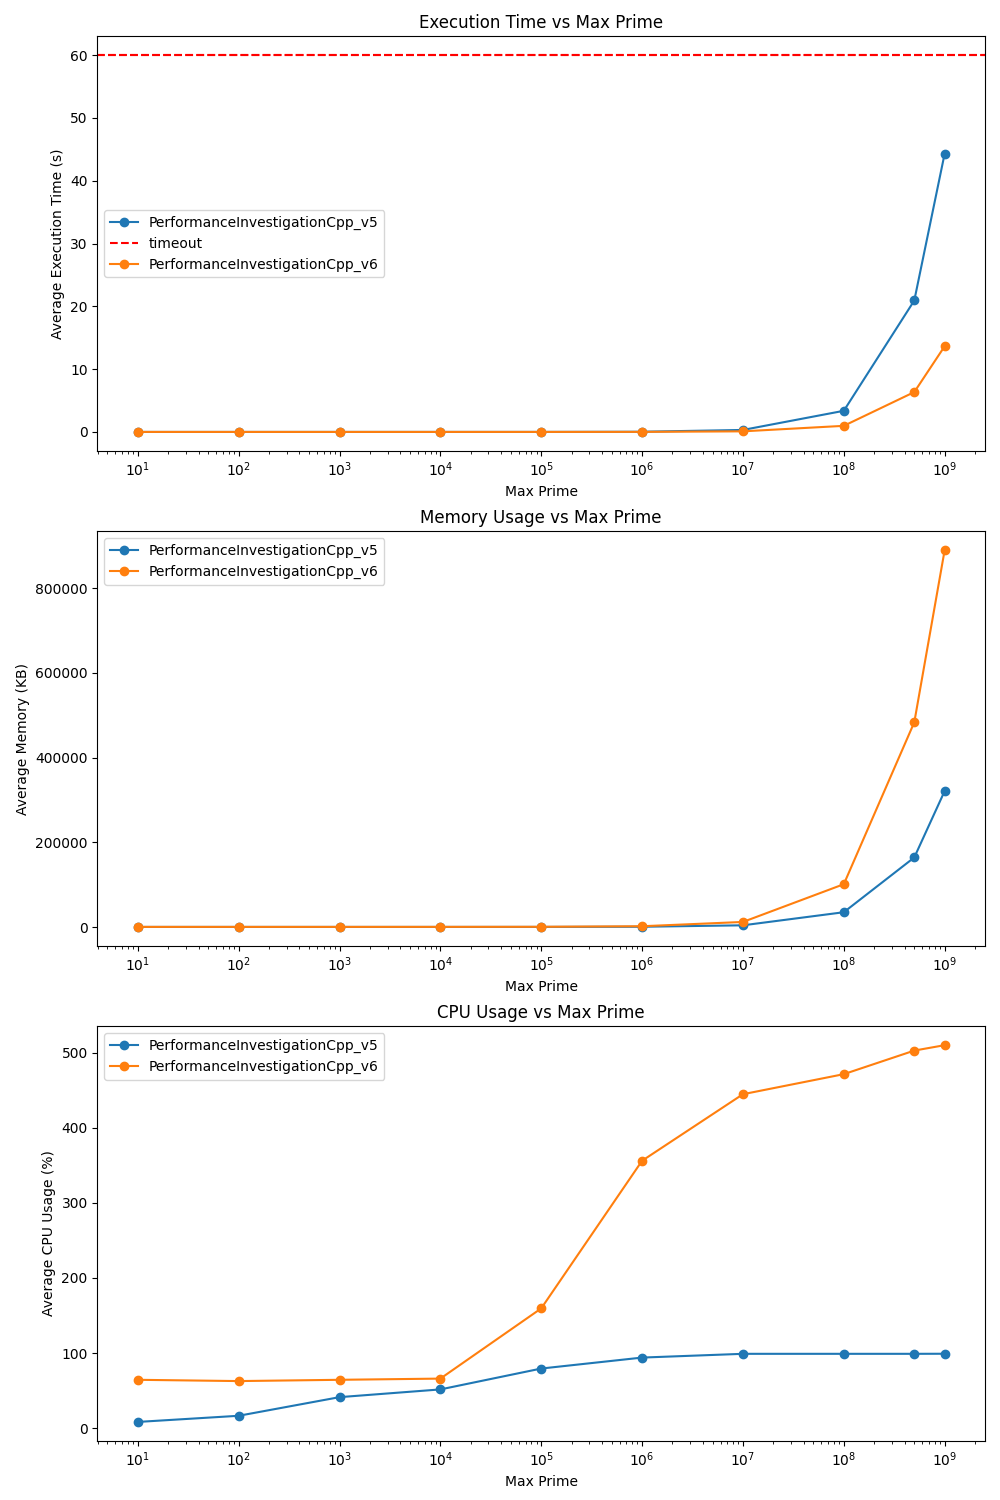 Execution Time vs Max Prime
Average Execution Time (s)
60
50
40
30
20
10
0
PerformanceInvestigationCpp_v5
timeout
PerformanceInvestigationCpp_v6
10¹ 10² 10³ 10⁴ 10⁵ 10⁶ 10⁷ 10⁸ 10⁹
Max Prime
Memory Usage vs Max Prime
Average Memory (KB)
800000
600000
400000
200000
0
PerformanceInvestigationCpp_v5
PerformanceInvestigationCpp_v6
10¹ 10² 10³ 10⁴ 10⁵ 10⁶ 10⁷ 10⁸ 10⁹
Max Prime
CPU Usage vs Max Prime
Average CPU Usage (%)
500
400
300
200
100
0
PerformanceInvestigationCpp_v5
PerformanceInvestigationCpp_v6
10¹ 10² 10³ 10⁴ 10⁵ 10⁶ 10⁷ 10⁸ 10⁹
Max Prime